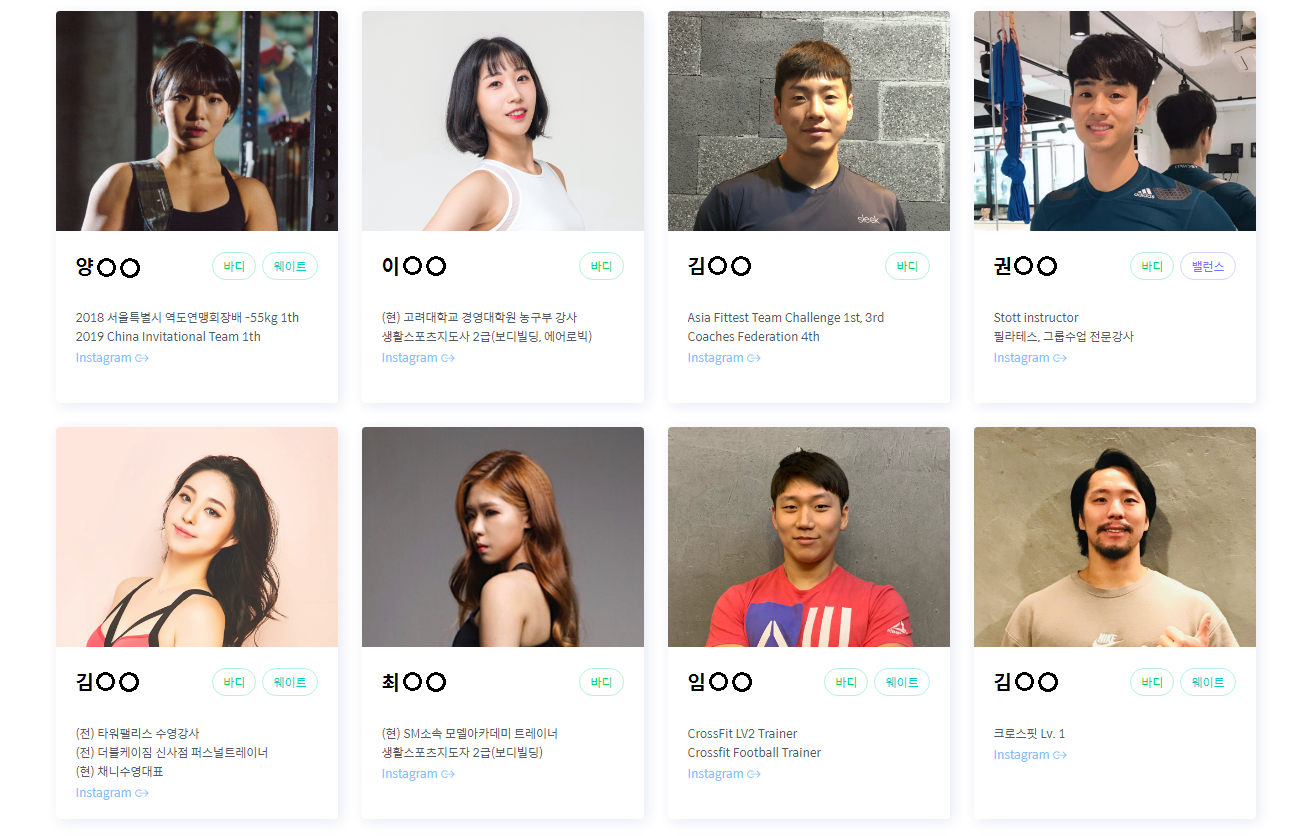 양○○ 바디 웨이트
2018 서울특별시 역도연맹회장배 -55kg 1th
2019 China Invitational Team 1th
Instagram
이○○ 바디
(현) 고려대학교 경영대학원 농구부 강사
생활스포츠지도사 2급(보디빌딩, 에어로빅)
Instagram
sleek
김○○ 바디
Asia Fittest Team Challenge 1st, 3rd
Coaches Federation 4th
Instagram
adidas
권○○ 바디 밸런스
Stott instructor
필라테스, 그룹수업 전문강사
Instagram
김○○ 바디 웨이트
(전) 타워팰리스 수영강사
(전) 더블케이짐 신사점 퍼스널트레이너
(현) 채니수영대표
Instagram
최○○ 바디
(현) SM소속 모델아카데미 트레이너
생활스포츠지도자 2급(보디빌딩)
Instagram
임○○ 바디 웨이트
CrossFit LV2 Trainer
Crossfit Football Trainer
Instagram
NIKE
김○○ 바디 웨이트
크로스핏 Lv. 1
Instagram